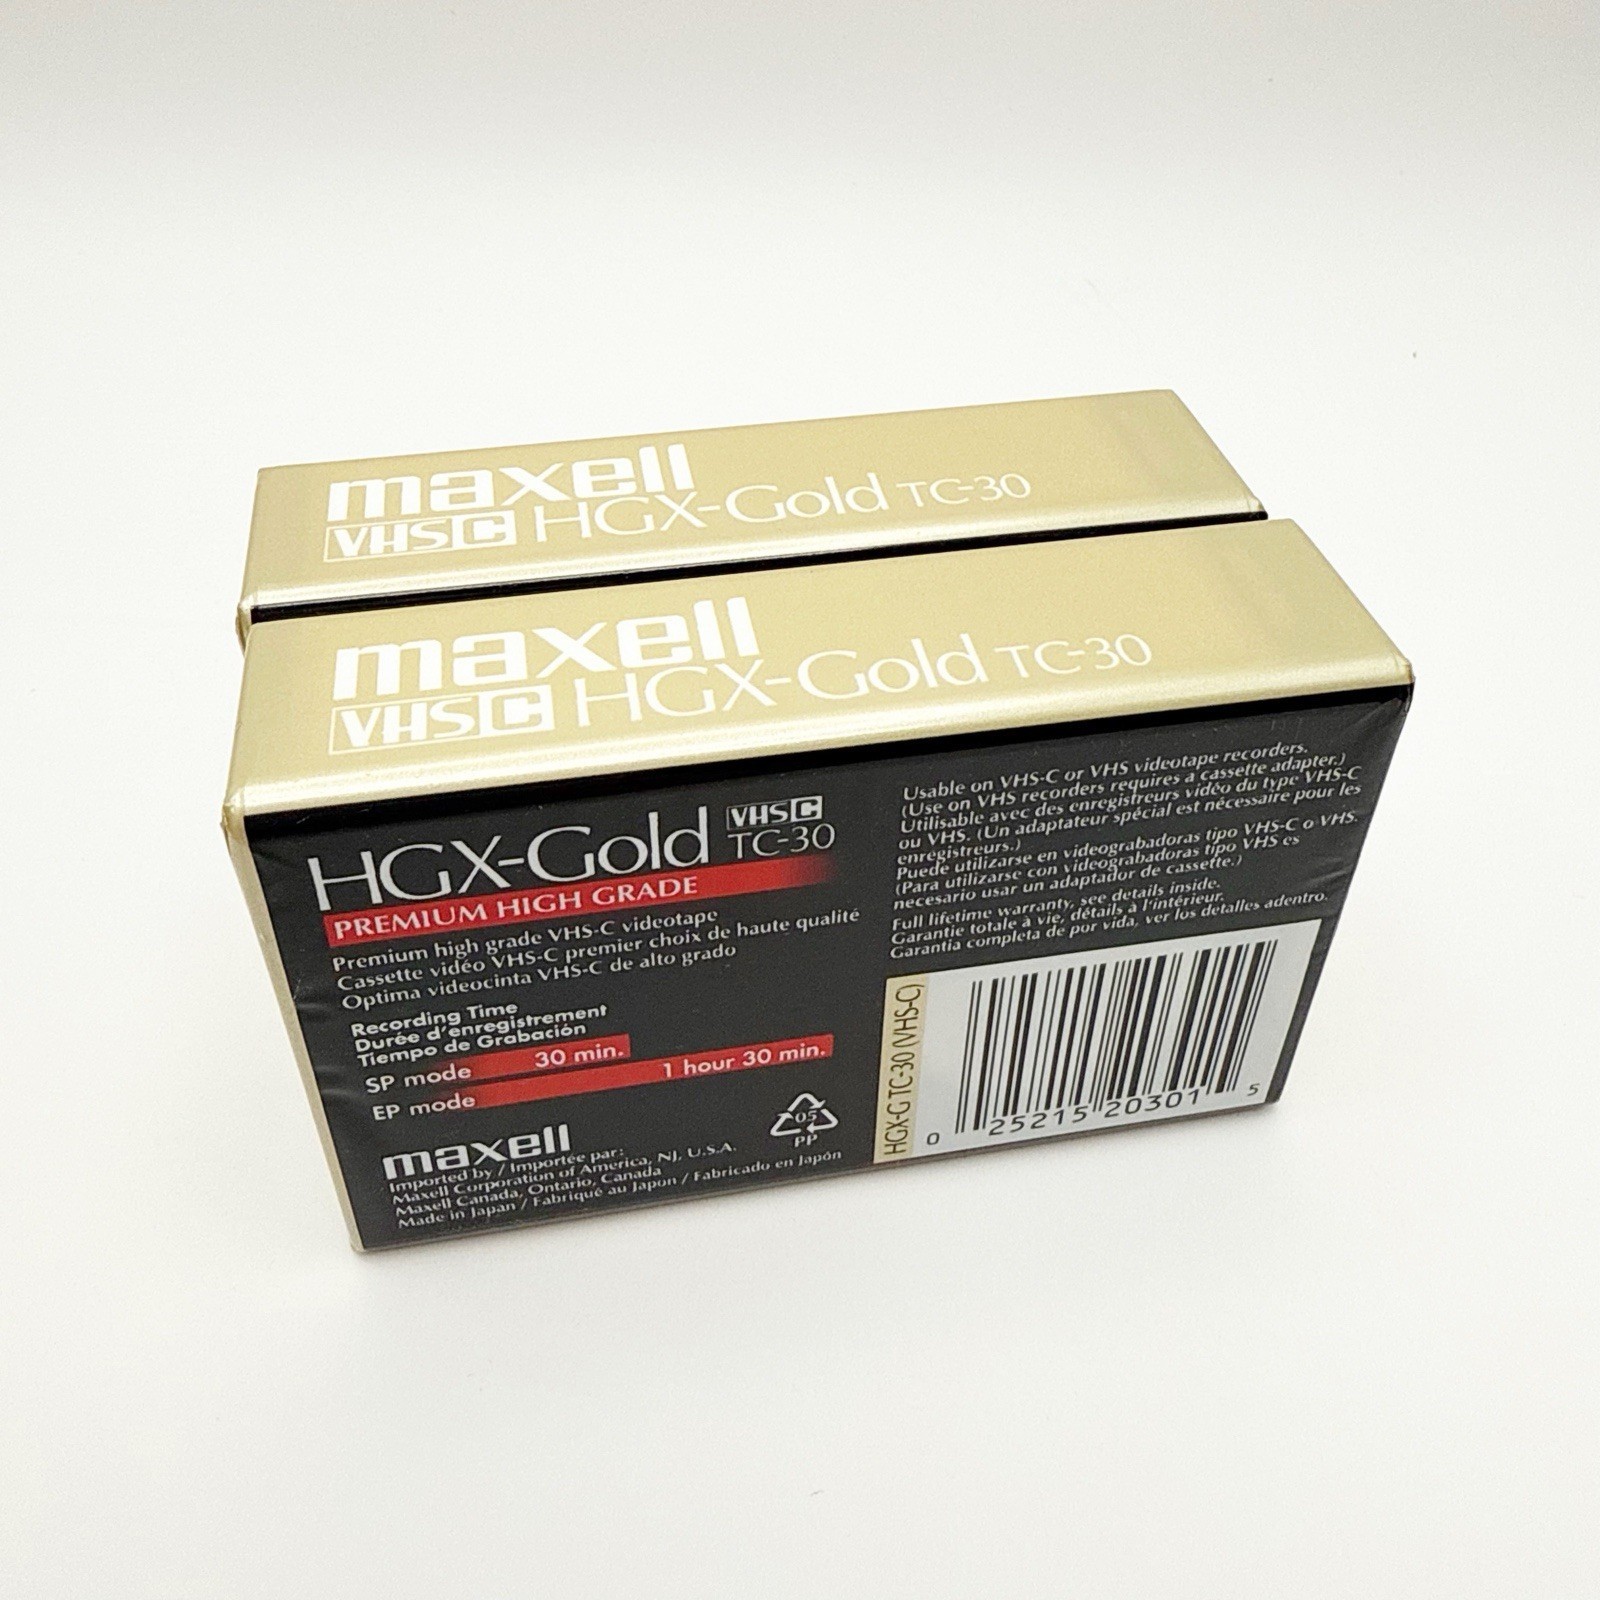 maxell
VHS C HGX-Gold TC-30
maxell
VHS C HGX-Gold TC-30
HGX-Gold VHS C TC-30
PREMIUM HIGH GRADE
Premium high grade VHS-C videotape
Cassette vidéo VHS-C premier choix de haute qualité
Optima videocinta VHS-C de alto grado
Recording Time
Durée d'enregistrement
Tiempo de Grabación
SP mode 30 min.
EP mode 1 hour 30 min.
maxell
Imported by / Importée par:
Maxell Corporation of America, NJ, U.S.A.
Maxell Canada, Ontario, Canada
Made in Japan / Fabriqué au Japon / Fabricado en Japón
05
PP
Usable on VHS-C or VHS videotape recorders.
(Use on VHS recorders requires a cassette adapter.)
Utilisable avec des enregistreurs vidéo du type VHS-C
ou VHS. (Un adaptateur spécial est nécessaire pour les
enregistreurs.)
Puede utilizarse en videograbadoras tipo VHS-C o VHS.
(Para utilizarse con videograbadoras tipo VHS es
necesario usar un adaptador de cassette.)
Full lifetime warranty, see details inside.
Garantie totale à vie, détails à l'intérieur.
Garantia completa de por vida, ver los detalles adentro.
HGX-G TC-30 (VHS-C)
0 25215 20301 5